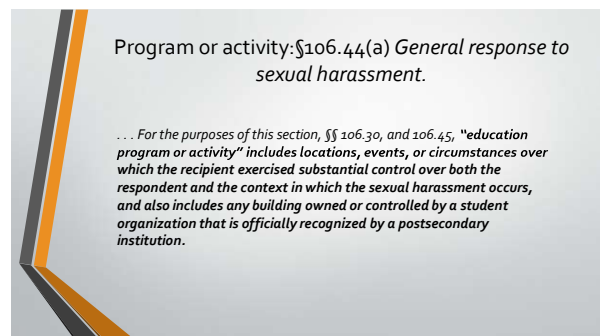 Program or activity:§106.44(a) General response to
sexual harassment.
. . . For the purposes of this section, §§ 106.30, and 106.45, “education
program or activity” includes locations, events, or circumstances over
which the recipient exercised substantial control over both the
respondent and the context in which the sexual harassment occurs,
and also includes any building owned or controlled by a student
organization that is officially recognized by a postsecondary
institution.